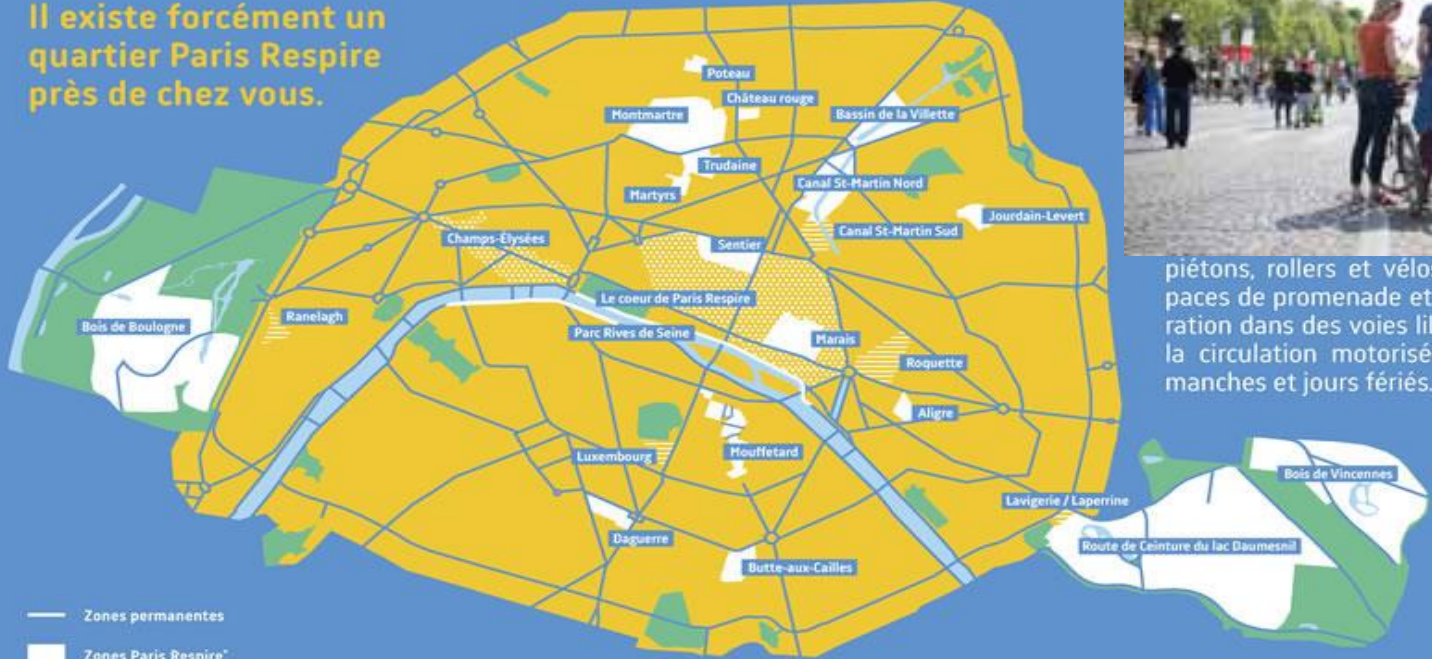 Il existe forcément un
quartier Paris Respire
près de chez vous.
Poteau
Château rouge
Montmartre
Bassin de la Villette
Trudaine
Canal St-Martin Nord
Martyrs
Jourdain-Levert
Canal St-Martin Sud
Champs-Élysées
Sentier
Le coeur de Paris Respire
Ranelagh
Bois de Boulogne
Parc Rives de Seine
Marais
Roquette
Aligre
Luxembourg
Mouffetard
Bois de Vincennes
Lavigerie / Laperrine
Daguerre
Route de Ceinture du lac Daumesnil
Butte-aux-Cailles
piétons, rollers et vélos
paces de promenade et
ration dans des voies
la circulation motorisé
manches et jours fériés.
Zones permanentes
Zones Paris Respire*